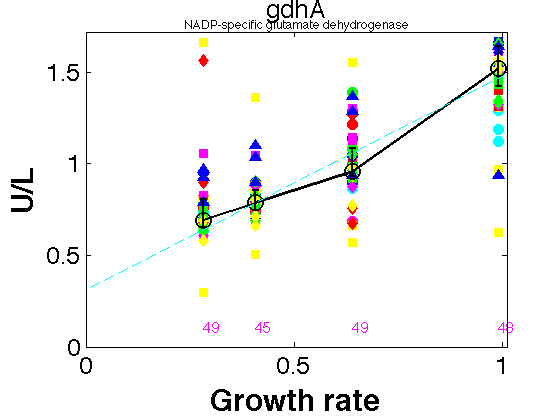 gdhA
NADP-specific glutamate dehydrogenase
1.5
1
0.5
0
U/L
49 45 49 48
0 0.5 1
Growth rate